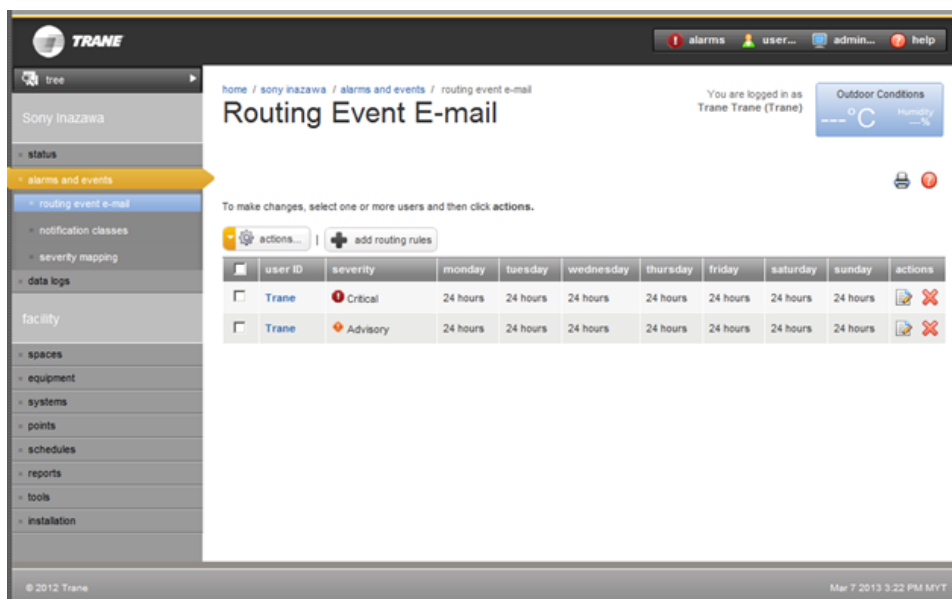 TRANE
alarms user... admin... help
tree
Sony Inazawa
status
alarms and events
routing event e-mail
notification classes
severity mapping
data logs
facility
spaces
equipment
systems
points
schedules
reports
tools
installation
home / sony inazawa / alarms and events / routing event e-mail
Routing Event E-mail
You are logged in as
Trane Trane (Trane)
Outdoor Conditions
---°C Humidity
---%
To make changes, select one or more users and then click actions.
actions... | add routing rules
user ID severity monday tuesday wednesday thursday friday saturday sunday actions
Trane Critical 24 hours 24 hours 24 hours 24 hours 24 hours 24 hours 24 hours
Trane Advisory 24 hours 24 hours 24 hours 24 hours 24 hours 24 hours 24 hours
© 2012 Trane
Mar 7 2013 3:22 PM MYT